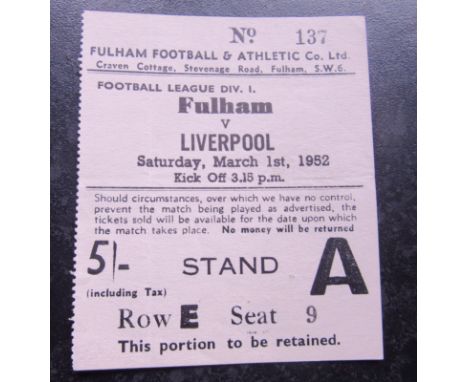 No. 137
FULHAM FOOTBALL & ATHLETIC Co. Ltd.
Craven Cottage, Stevenage Road, Fulham, S.W.6.
FOOTBALL LEAGUE DIV. I.
Fulham
V
LIVERPOOL
Saturday, March 1st, 1952
Kick Off 3.15 p.m.
Should circumstances, over which we have no control,
prevent the match being played as advertised, the
tickets sold will be available for the date upon which
the match takes place. No money will be returned
5/- STAND A
(including Tax)
Row E Seat 9
This portion to be retained.